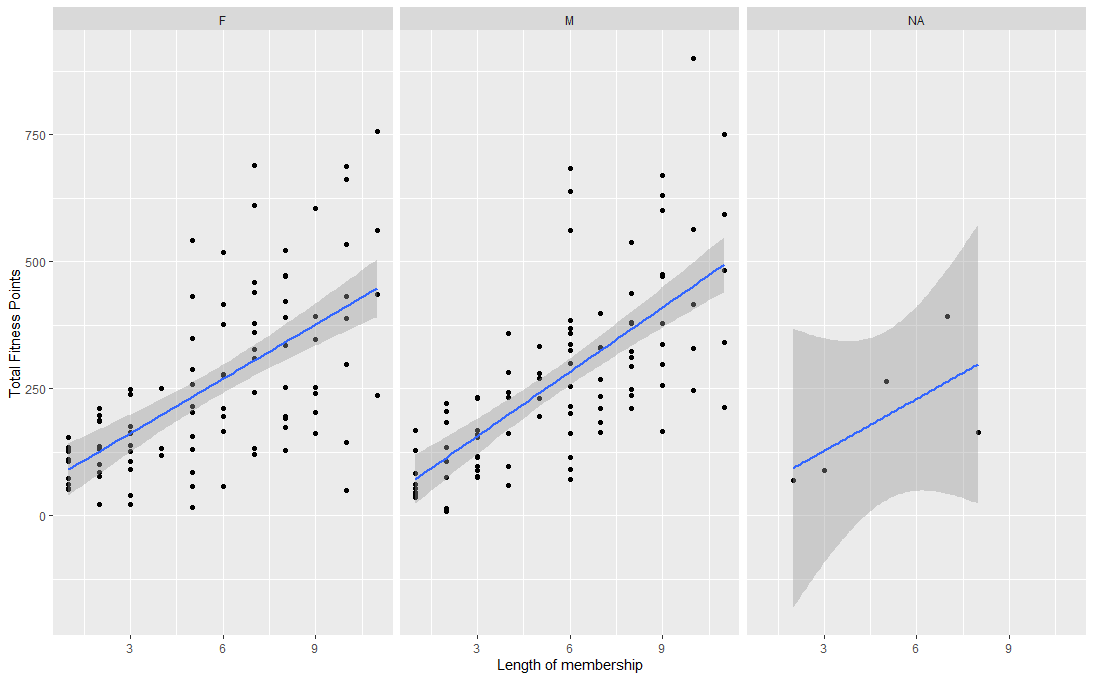 F M NA
Total Fitness Points
750
500
250
0
3 6 9 3 6 9 3 6 9
Length of membership